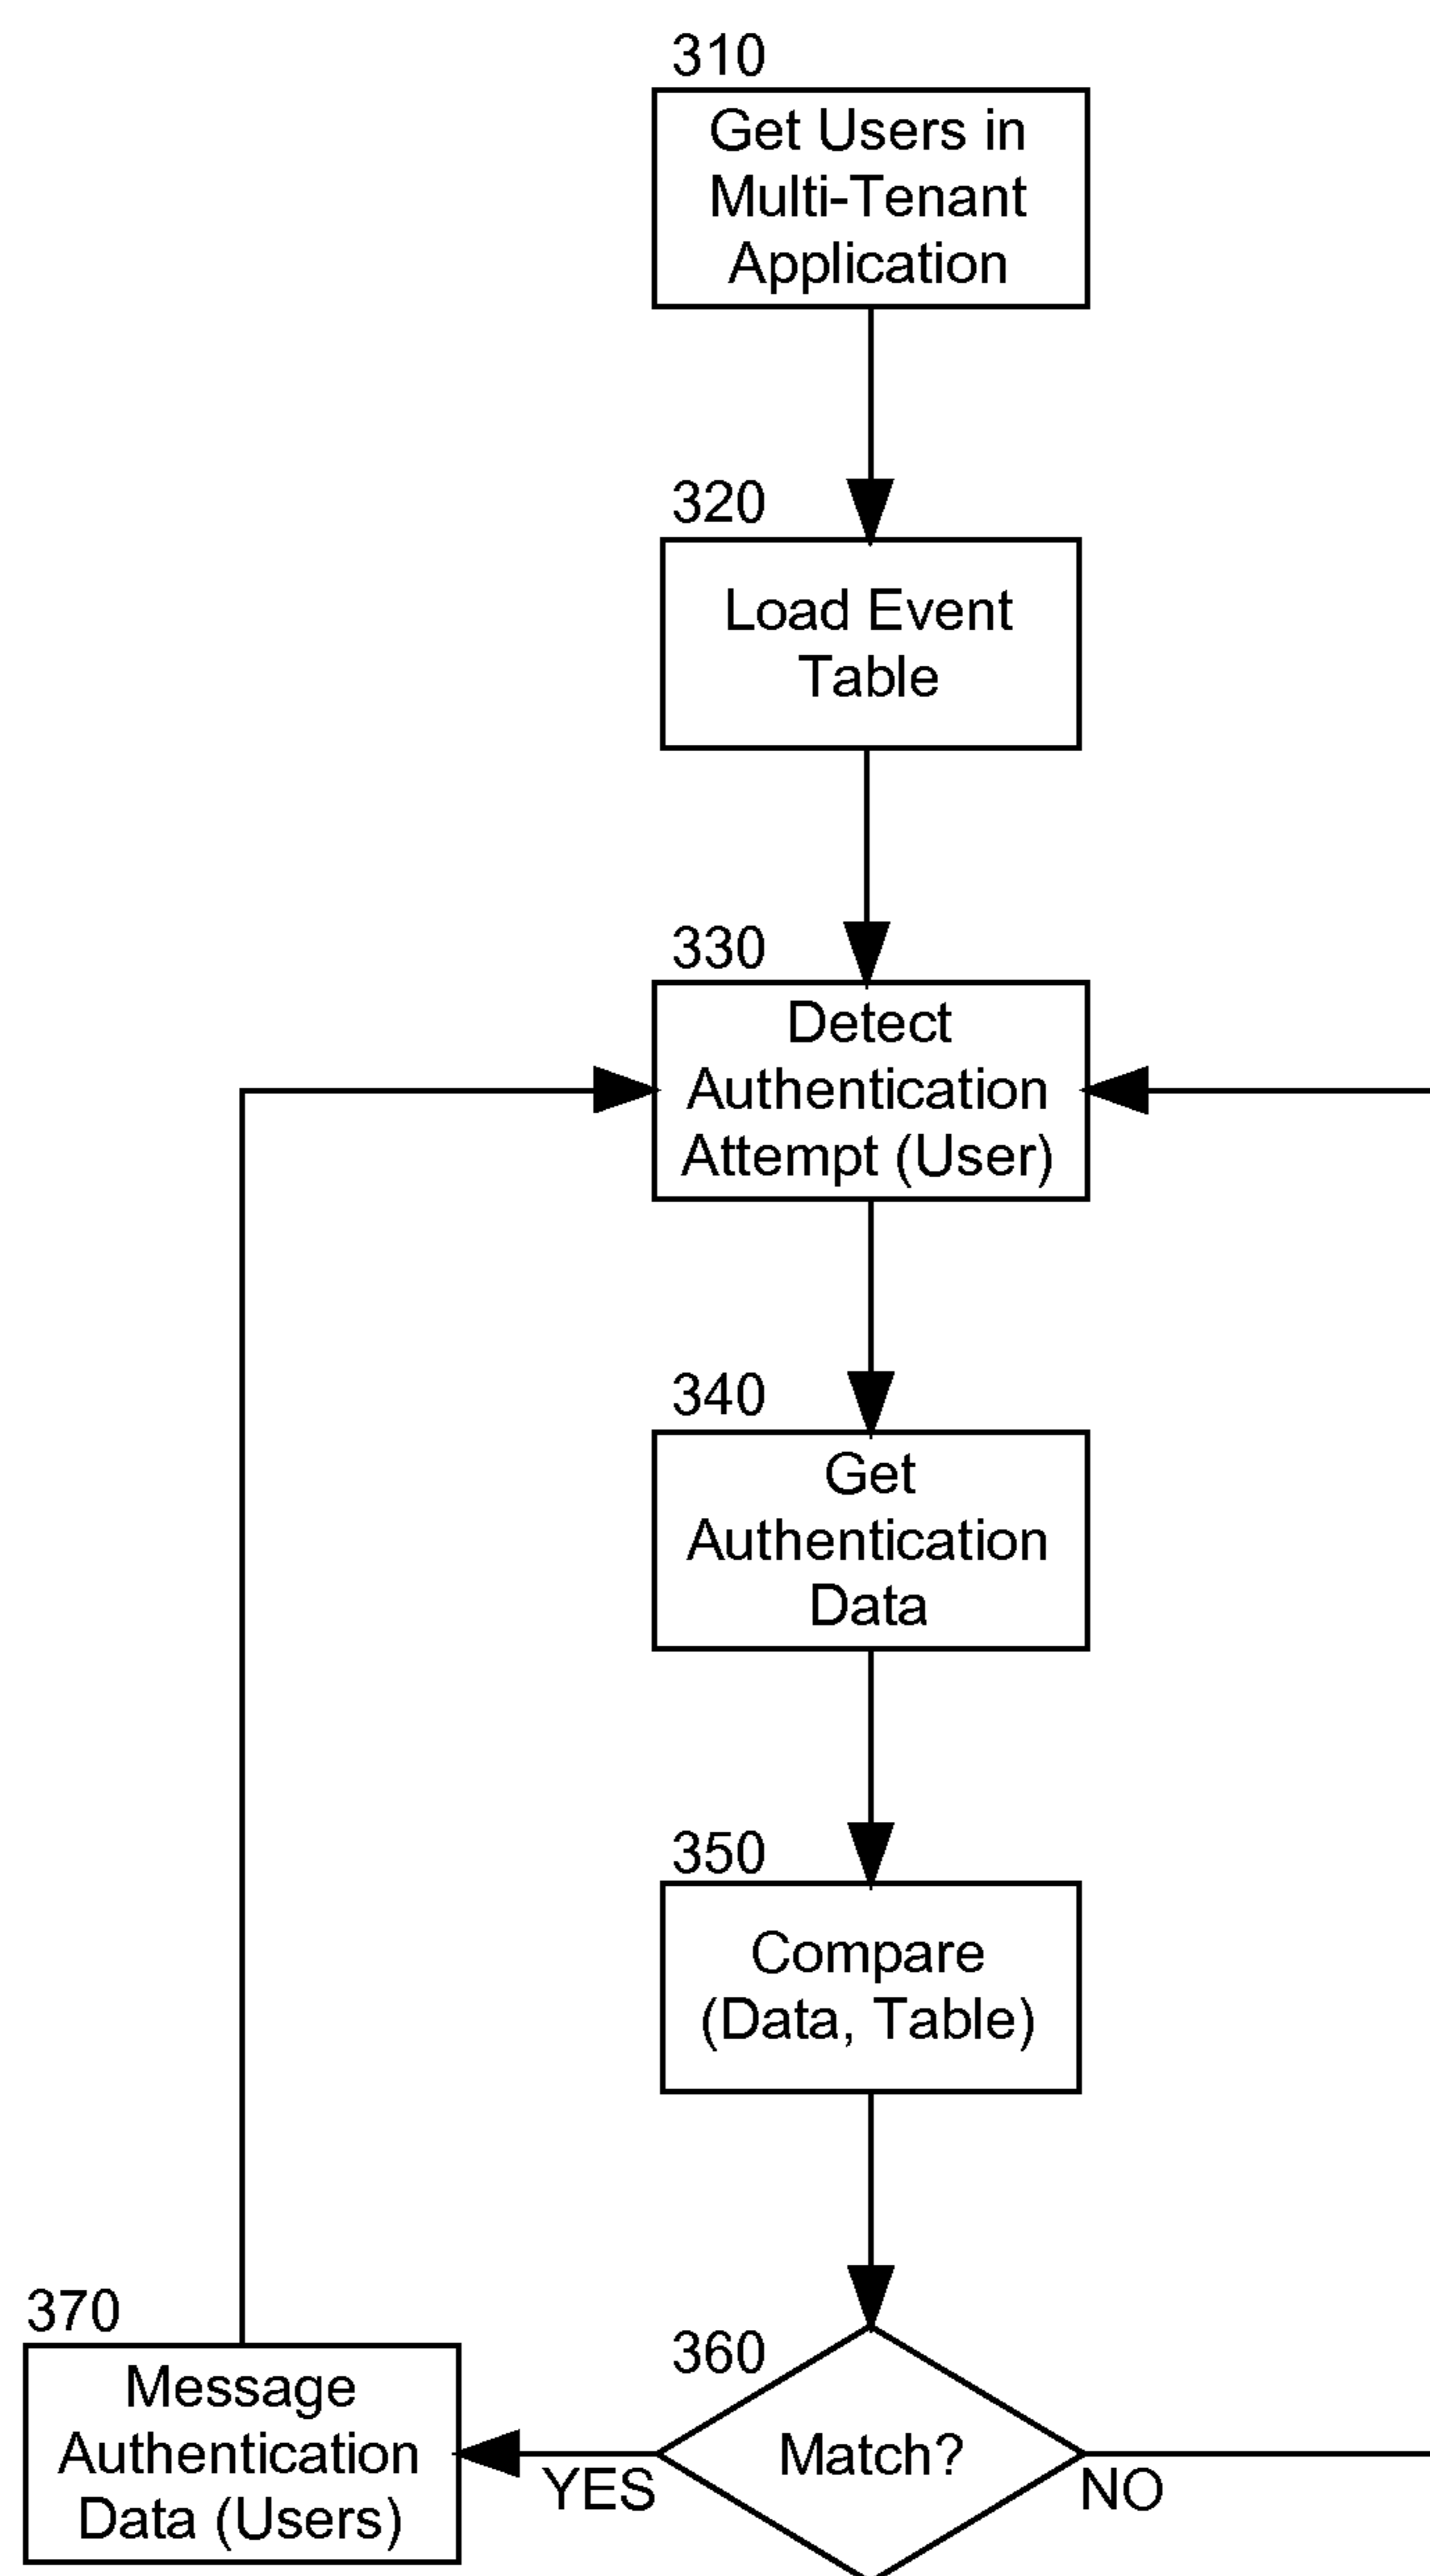 310
Get Users in
Multi-Tenant
Application
320
Load Event
Table
330
Detect
Authentication
Attempt (User)
340
Get
Authentication
Data
350
Compare
(Data, Table)
360
Match?
YES
NO
370
Message
Authentication
Data (Users)